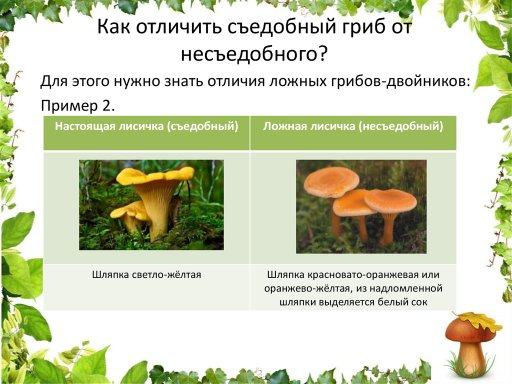 Как отличить съедобный гриб от
несъедобного?
Для этого нужно знать отличия ложных грибов-двойников:
Пример 2.
Настоящая лисичка (съедобный)
Ложная лисичка (несъедобный)
Шляпка светло-жёлтая
Шляпка красновато-оранжевая или
оранжево-жёлтая, из надломленной
шляпки выделяется белый сок